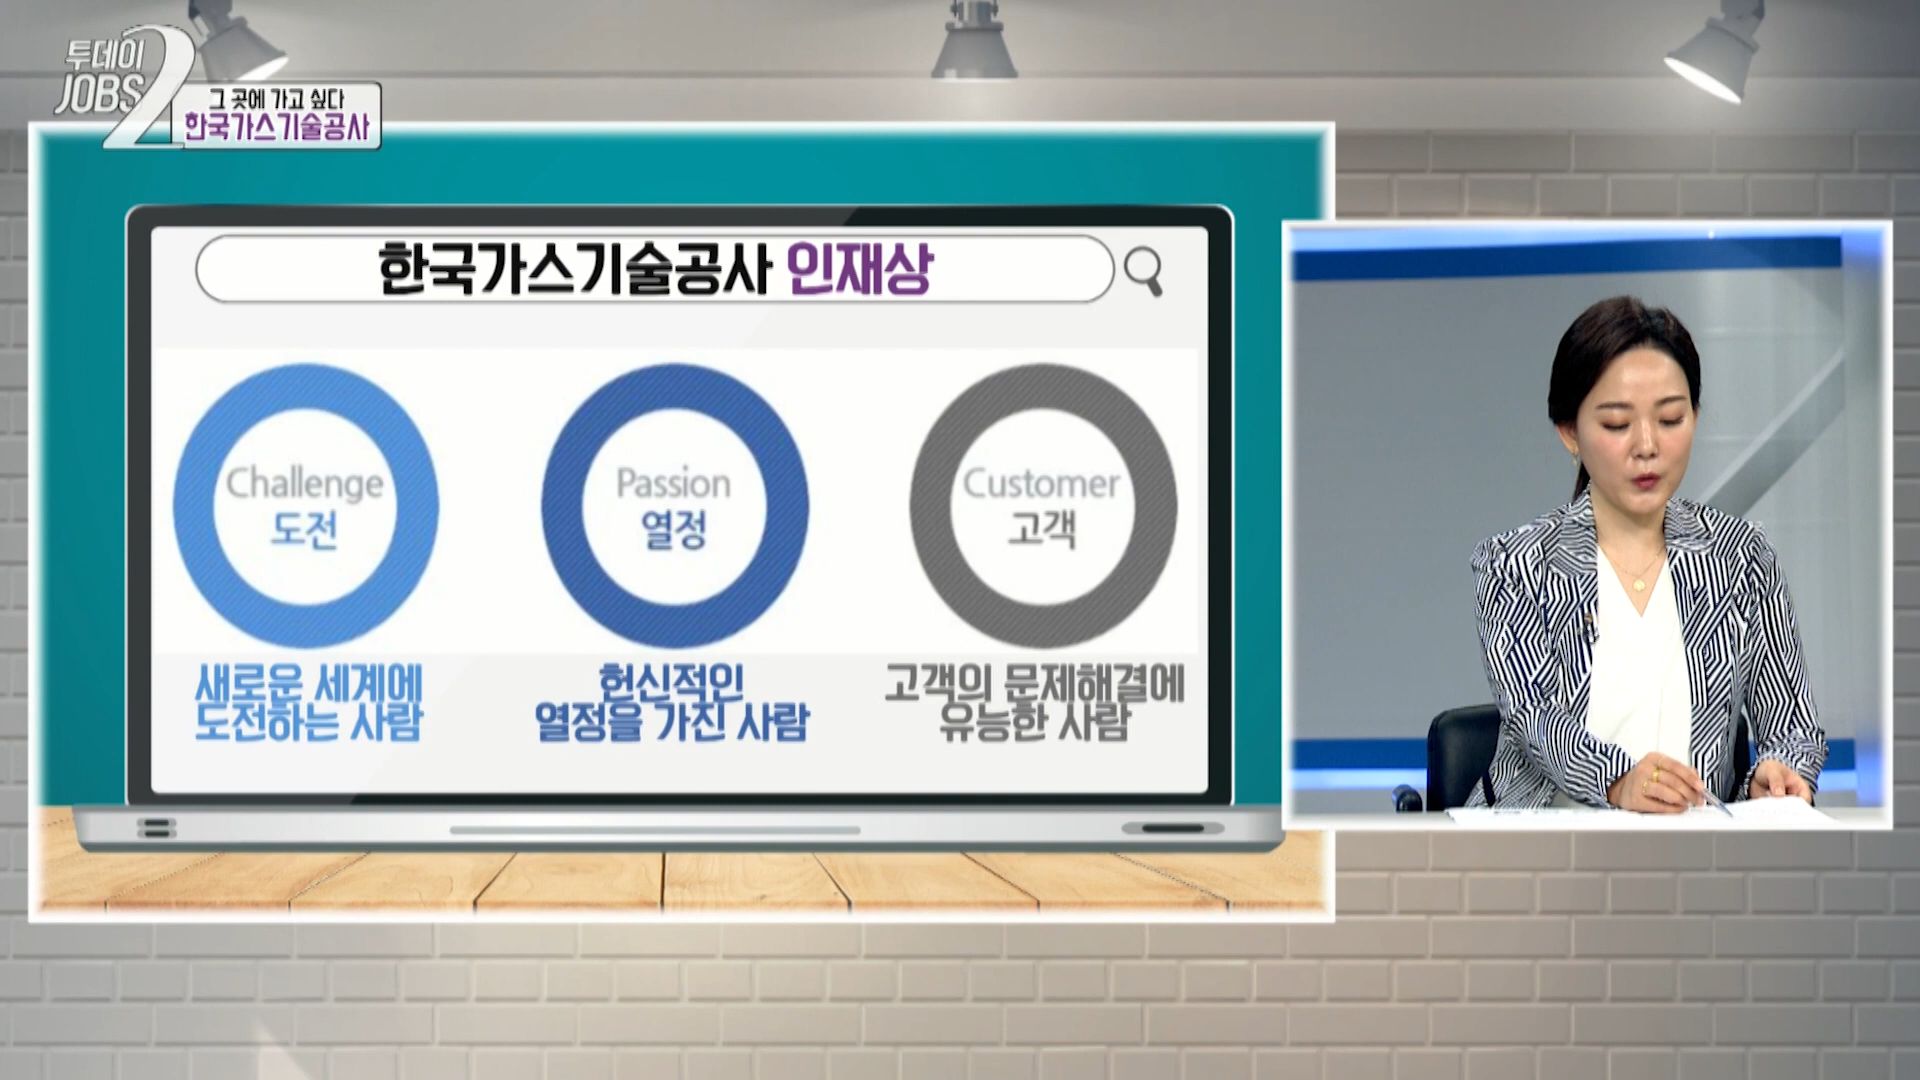 투데이
JOBS 2
그 곳에 가고 싶다
한국가스기술공사
한국가스기술공사 인재상
Challenge
도전
새로운 세계에
도전하는 사람
Passion
열정
헌신적인
열정을 가진 사람
Customer
고객
고객의 문제해결에
유능한 사람